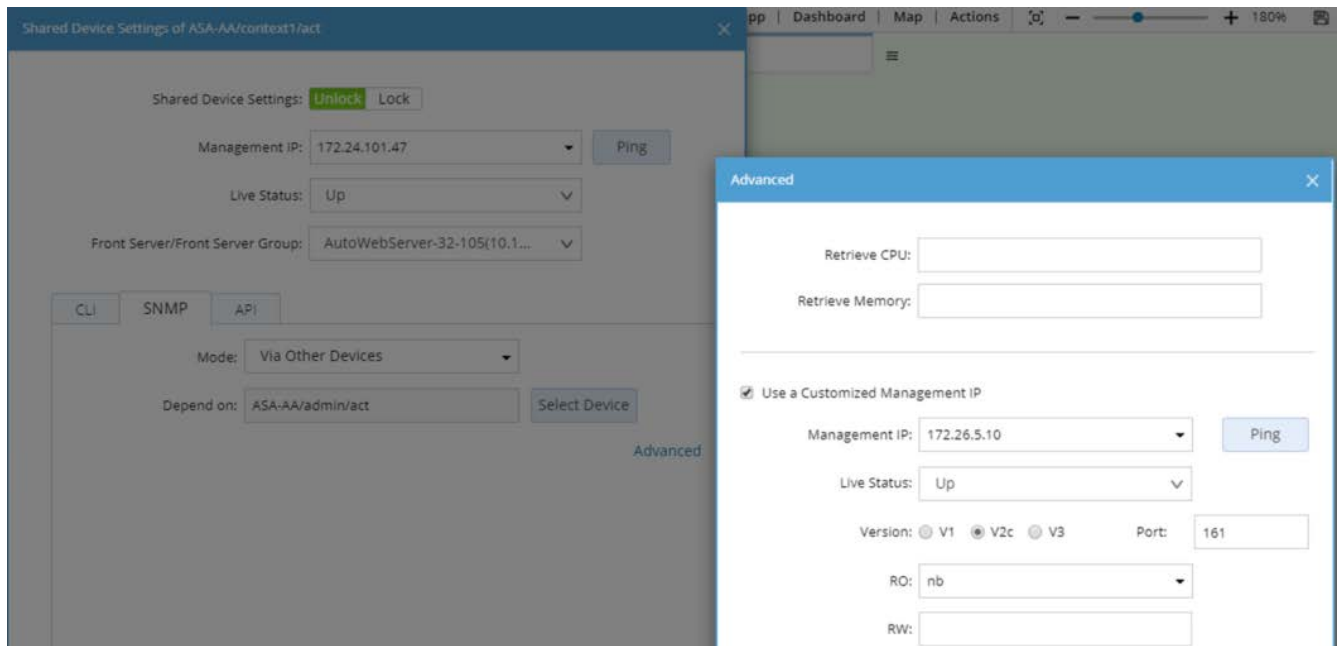 pp | Dashboard | Map | Actions 180%
Shared Device Settings of ASA-AA/context1/act
Shared Device Settings: Unlock Lock
Management IP: 172.24.101.47 Ping
Live Status: Up
Front Server/Front Server Group: AutoWebServer-32-105(10.1...
CLI SNMP API
Mode: Via Other Devices
Depend on: ASA-AA/admin/act Select Device
Advanced
Advanced
Retrieve CPU:
Retrieve Memory:
Use a Customized Management IP
Management IP: 172.26.5.10 Ping
Live Status: Up
Version: V1 V2c V3 Port: 161
RO: nb
RW: